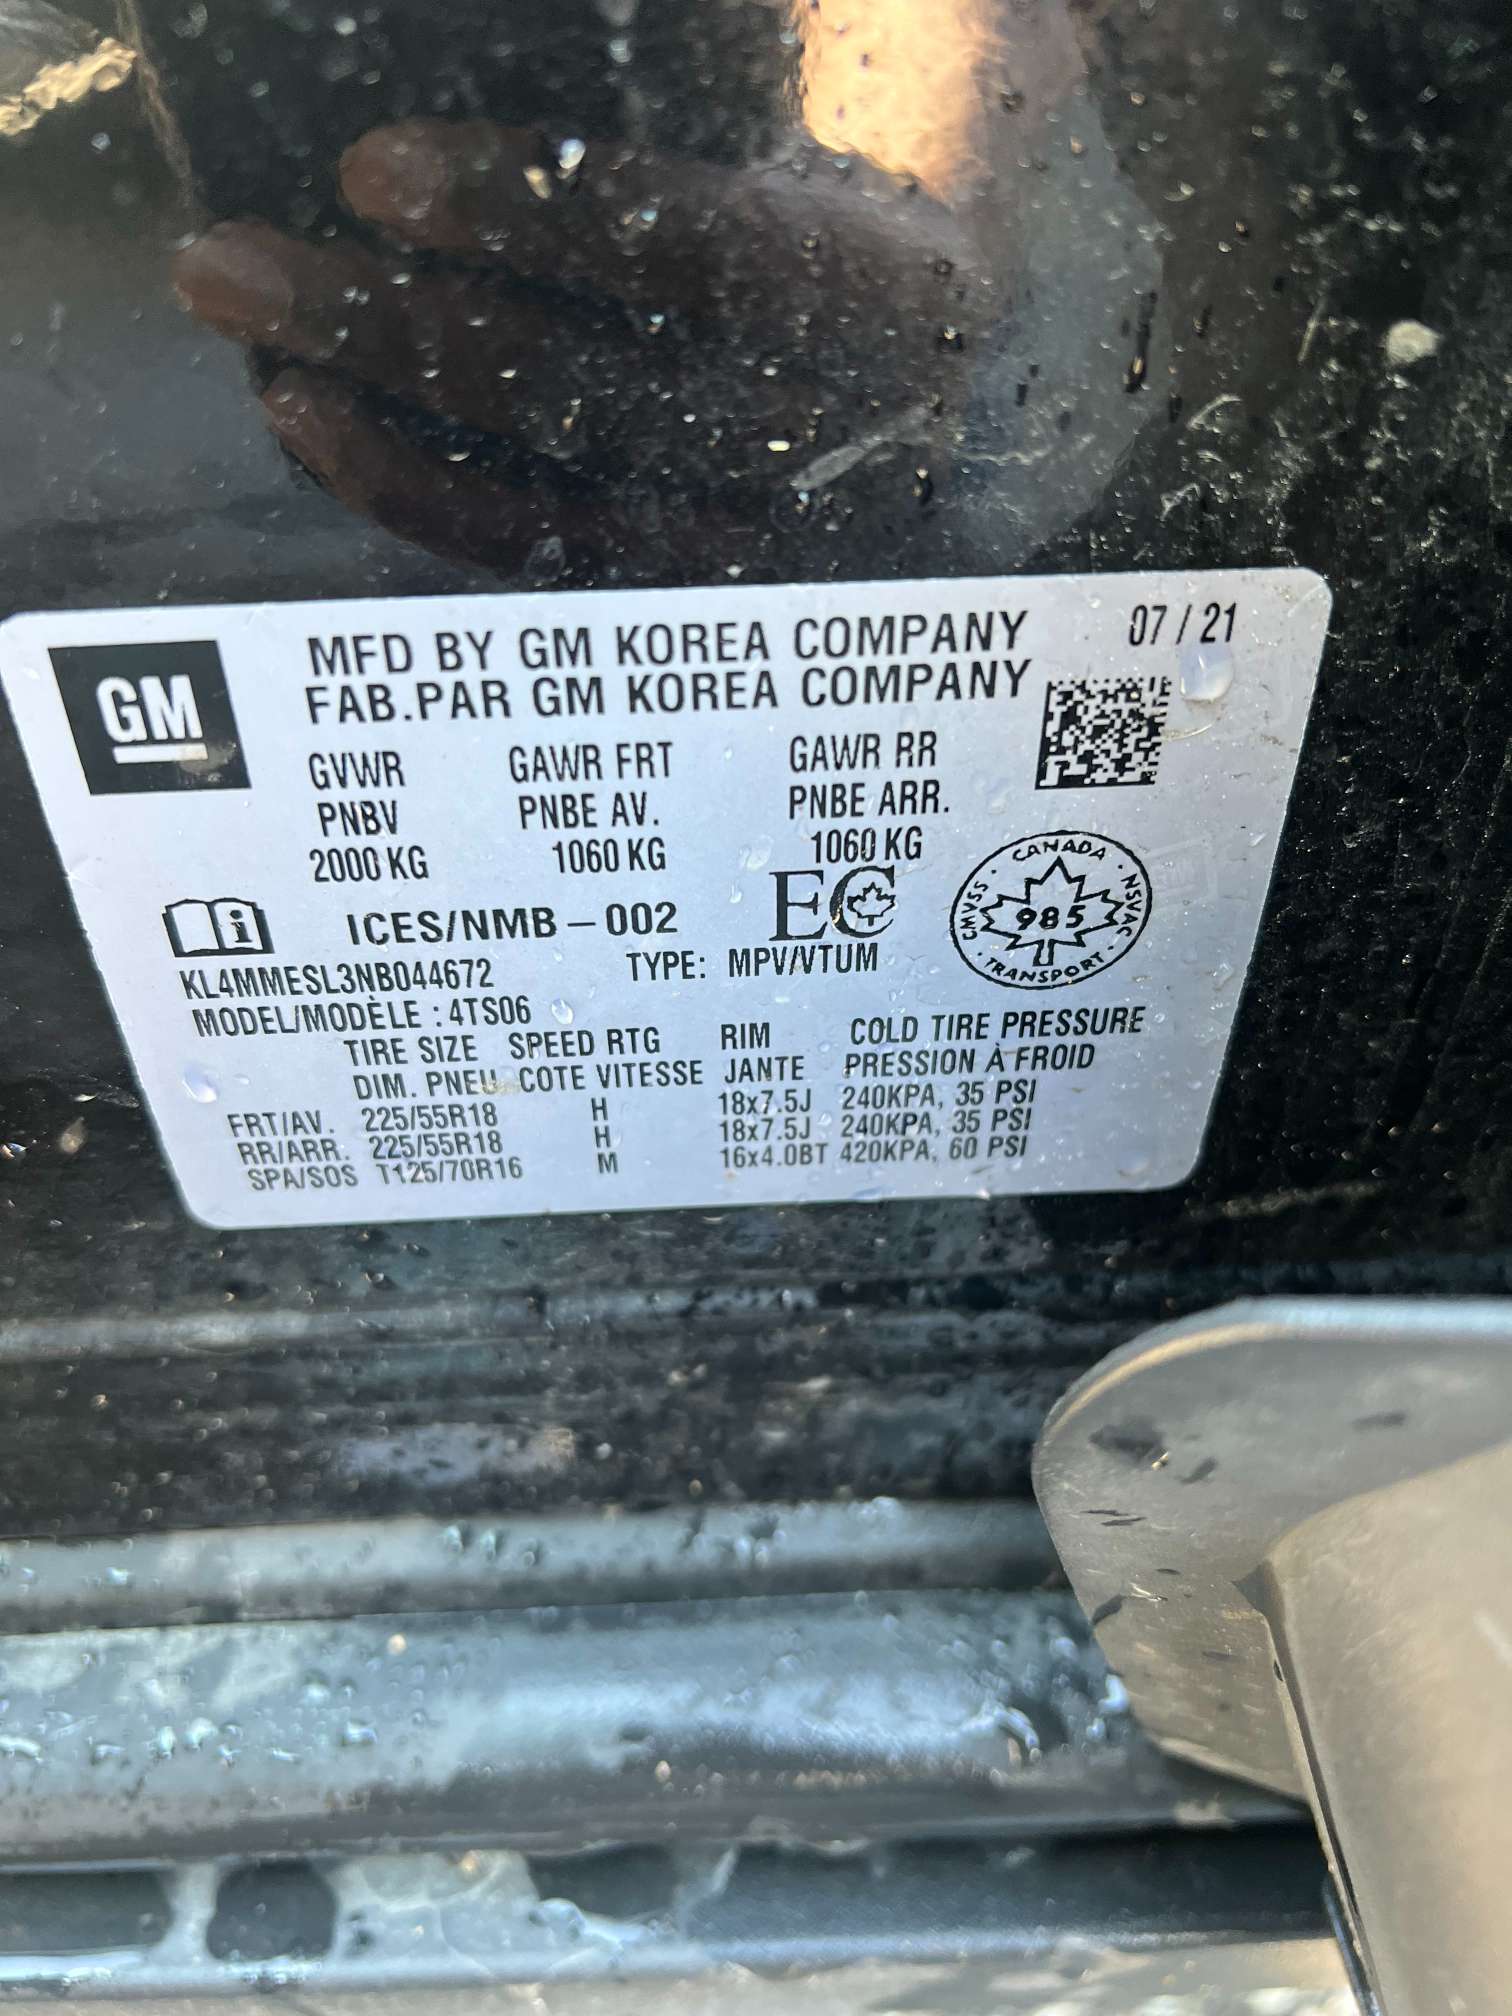 GM
MFD BY GM KOREA COMPANY 07 / 21
FAB.PAR GM KOREA COMPANY
GVWR GAWR FRT GAWR RR
PNBV PNBE AV. PNBE ARR.
2000 KG 1060 KG 1060 KG
ICES/NMB – 002 EC
CANADA · NSVAC · TRANSPORT · CMVSS ·
985
KL4MMESL3NB044672 TYPE: MPV/VTUM
MODEL/MODÈLE : 4TS06
TIRE SIZE SPEED RTG RIM COLD TIRE PRESSURE
DIM. PNEU COTE VITESSE JANTE PRESSION À FROID
FRT/AV. 225/55R18 H 18x7.5J 240KPA, 35 PSI
RR/ARR. 225/55R18 H 18x7.5J 240KPA, 35 PSI
SPA/SOS T125/70R16 M 16x4.0BT 420KPA, 60 PSI